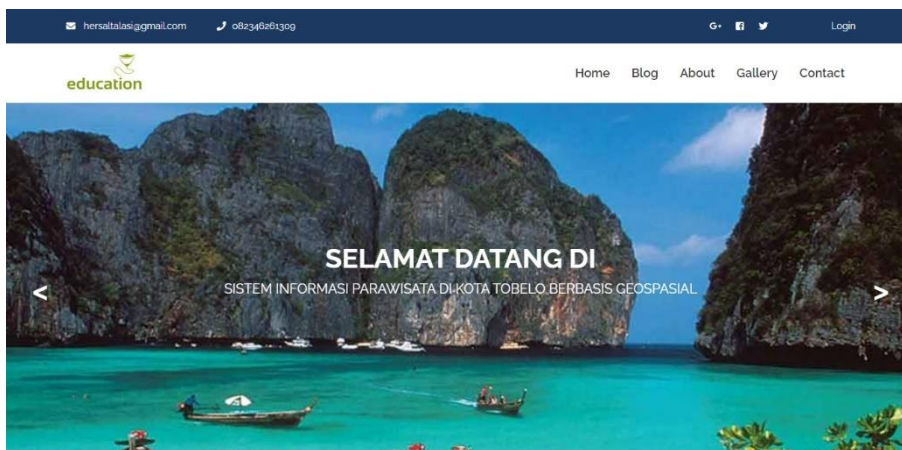 hersaltalasi@gmail.com 082346261309 G+ Login
education
Home Blog About Gallery Contact
SELAMAT DATANG DI
SISTEM INFORMASI PARAWISATA DI KOTA TOBELO BERBASIS GEOSPASIAL
< >